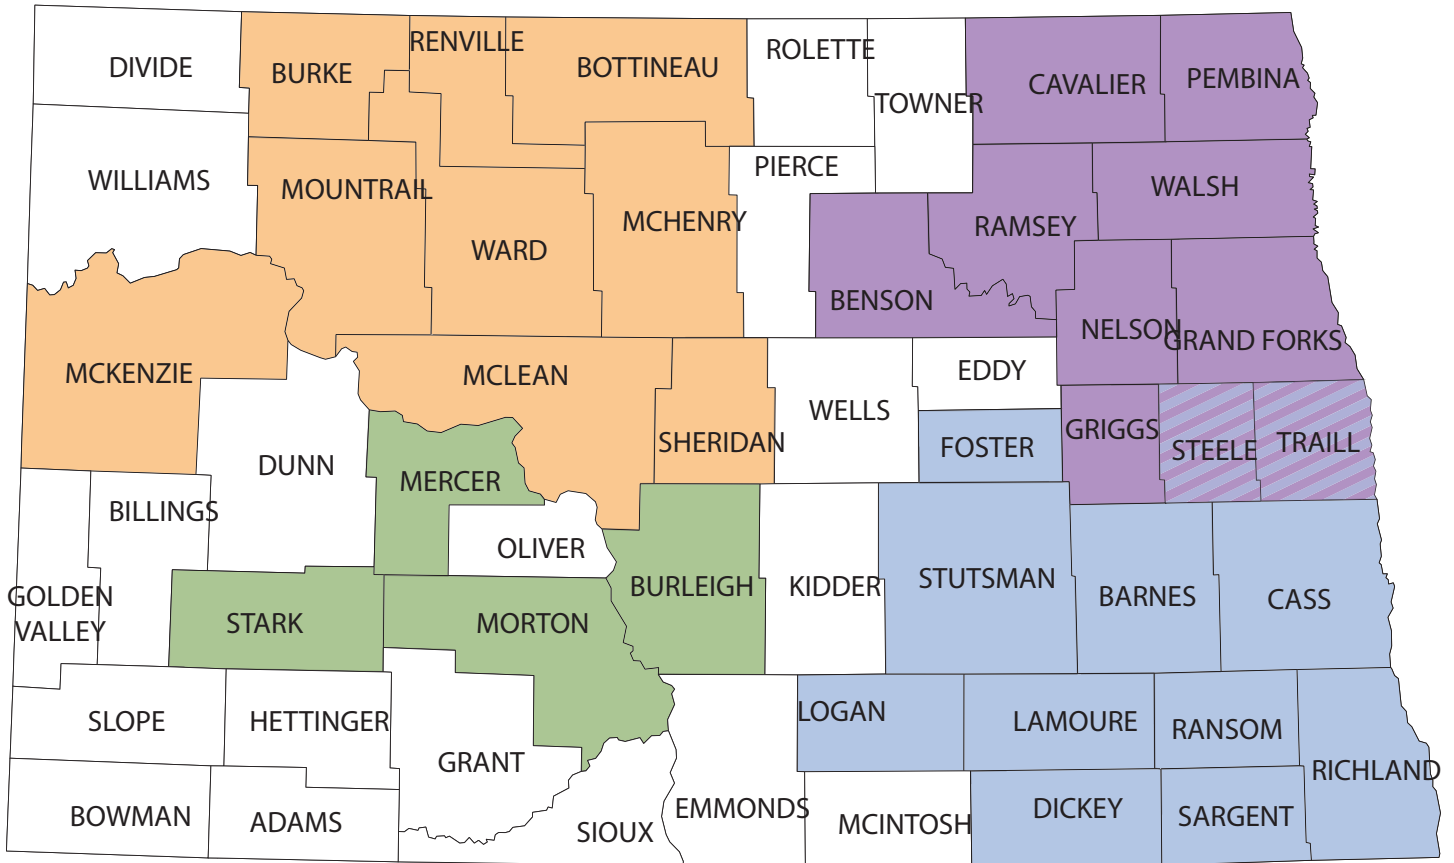 RENVILLE
ROLETTE
DIVIDE
BURKE
BOTTINEAU
CAVALIER
PEMBINA
TOWNER
WILLIAMS
MOUNTRAIL
PIERCE
WALSH
WARD
MCHENRY
RAMSEY
BENSON
NELSON
GRAND FORKS
MCKENZIE
MCLEAN
EDDY
WELLS
SHERIDAN
FOSTER
GRIGGS
STEELE
TRAILL
DUNN
MERCER
BILLINGS
OLIVER
BURLEIGH
KIDDER
STUTSMAN
BARNES
CASS
GOLDEN
VALLEY
STARK
MORTON
SLOPE
HETTINGER
LOGAN
LAMOURE
RANSOM
GRANT
RICHLAND
BOWMAN
ADAMS
SIOUX
EMMONDS
MCINTOSH
DICKEY
SARGENT